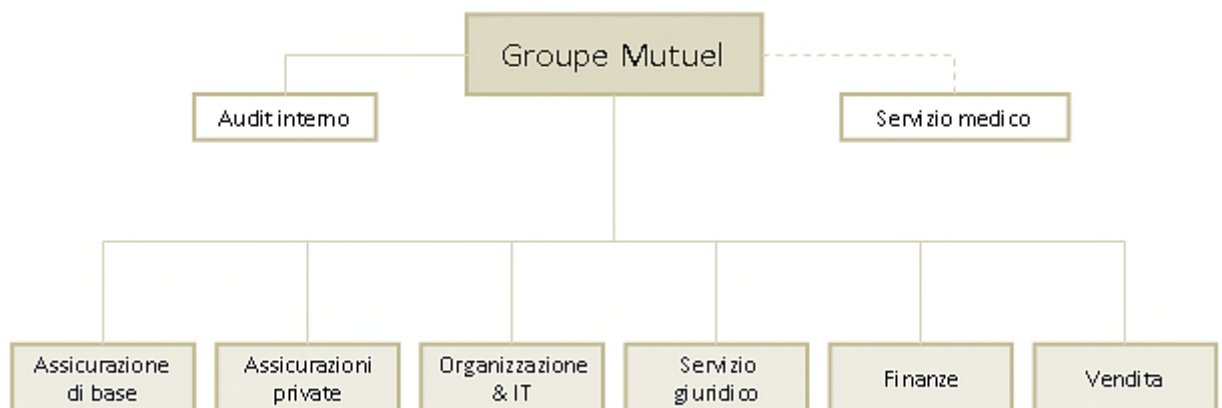 Groupe Mutuel
Audit interno
Servizio medico
Assicurazione
di base
Assicurazioni
private
Organizzazione
& IT
Servizio
giuridico
Finanze
Vendita